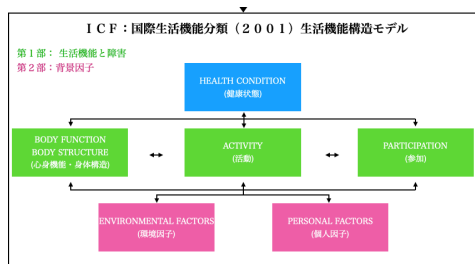 ICF:国際生活機能分類(2001)生活機能構造モデル
第1部: 生活機能と障害
第2部:背景因子
HEALTH CONDITION
(健康状態)
BODY FUNCTION
BODY STRUCTURE
(心身機能・身体構造)
ACTIVITY
(活動)
PARTICIPATION
(参加)
ENVIRONMENTAL FACTORS
(環境因子)
PERSONAL FACTORS
(個人因子)